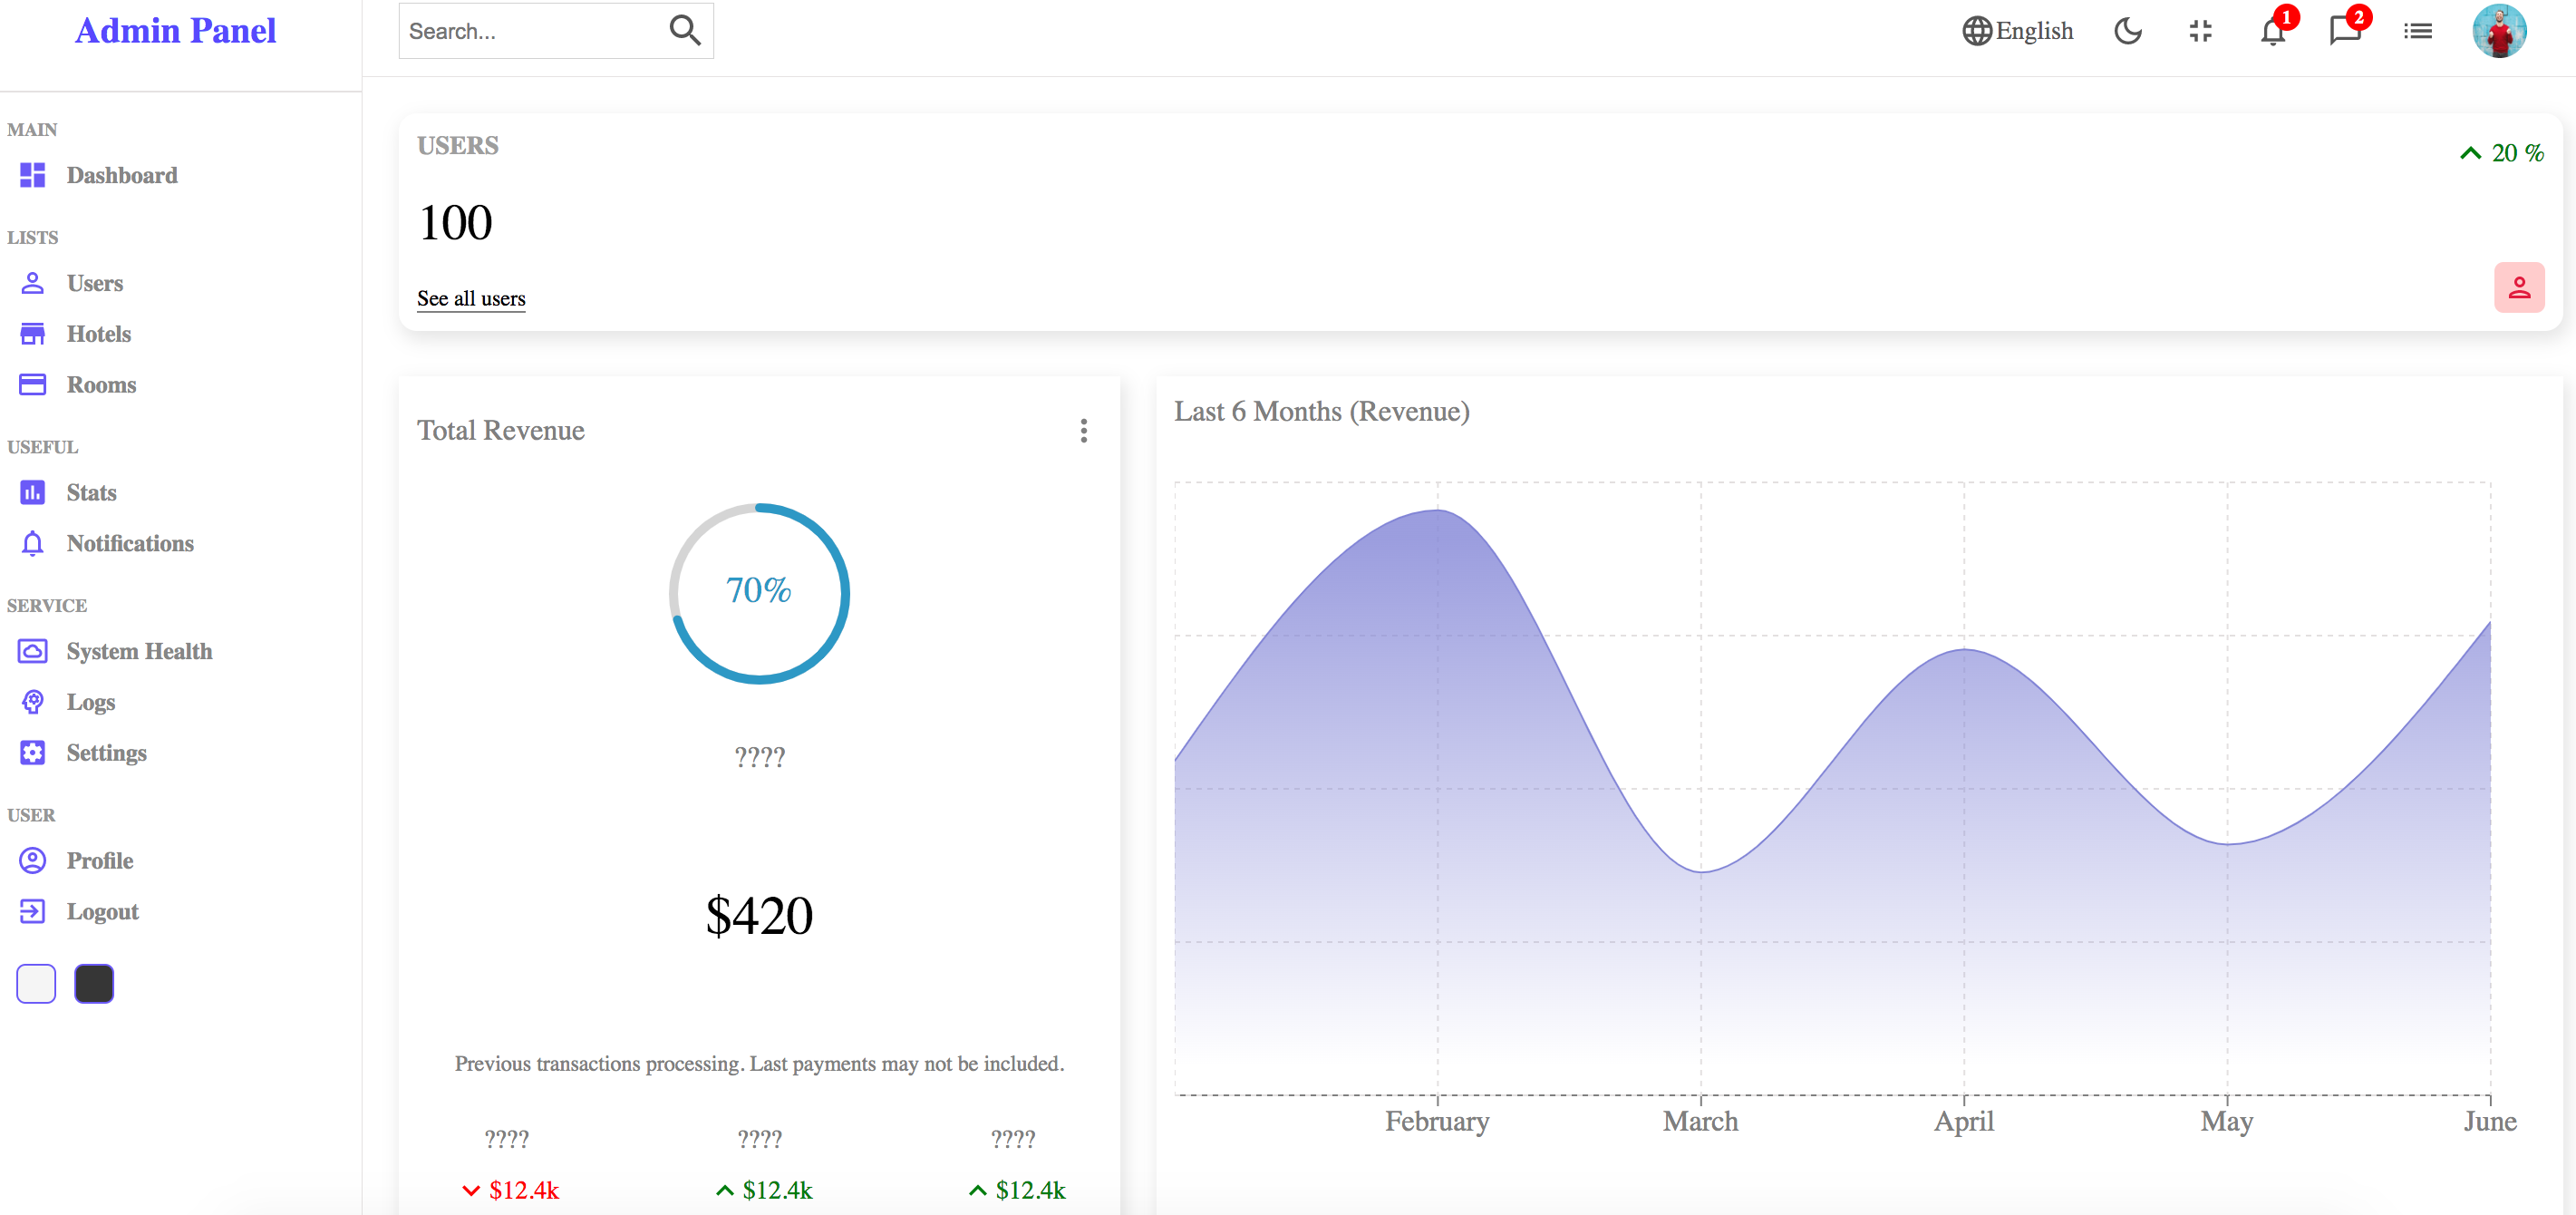 Admin Panel
Search...
English
1
2
MAIN
Dashboard
LISTS
Users
Hotels
Rooms
USEFUL
Stats
Notifications
SERVICE
System Health
Logs
Settings
USER
Profile
Logout
USERS
20 %
100
See all users
Total Revenue
70%
????
$420
Previous transactions processing. Last payments may not be included.
???? ???? ????
$12.4k $12.4k $12.4k
Last 6 Months (Revenue)
February March April May June